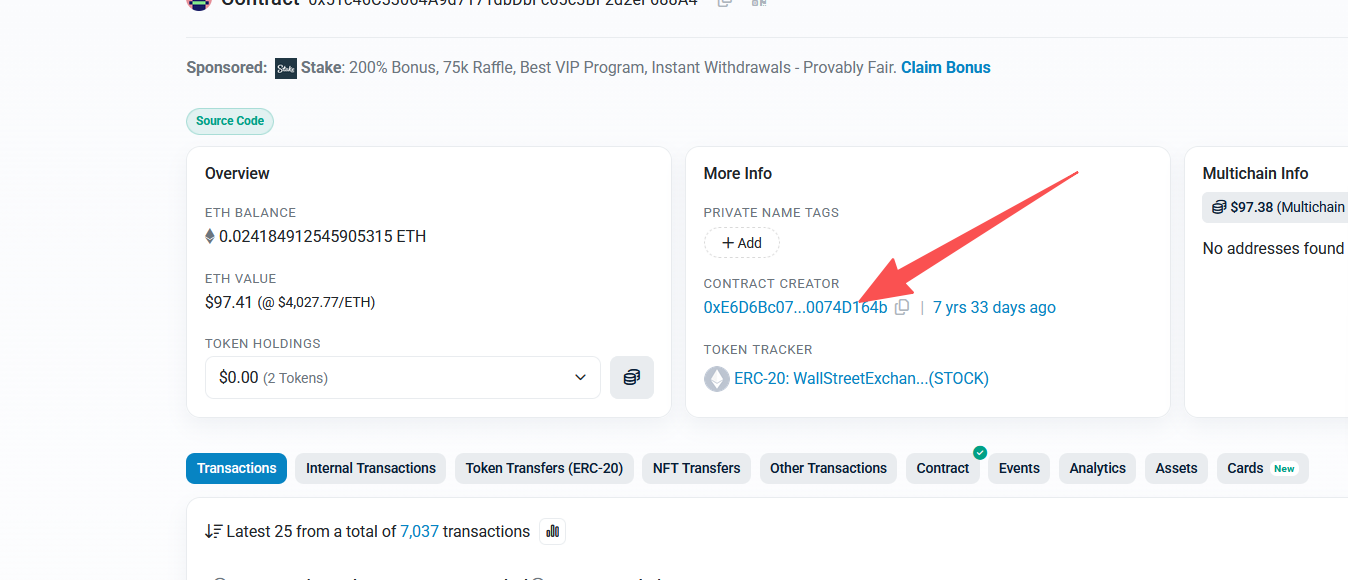 Contract
Sponsored: Stake Stake: 200% Bonus, 75k Raffle, Best VIP Program, Instant Withdrawals - Provably Fair. Claim Bonus
Source Code
Overview
ETH BALANCE
0.024184912545905315 ETH
ETH VALUE
$97.41 (@ $4,027.77/ETH)
TOKEN HOLDINGS
$0.00 (2 Tokens)
More Info
PRIVATE NAME TAGS
+ Add
CONTRACT CREATOR
0xE6D6Bc07...0074D164b | 7 yrs 33 days ago
TOKEN TRACKER
ERC-20: WallStreetExchan...(STOCK)
Multichain Info
$97.38 (Multichain
No addresses found
Transactions Internal Transactions Token Transfers (ERC-20) NFT Transfers Other Transactions Contract Events Analytics Assets Cards New
Latest 25 from a total of 7,037 transactions